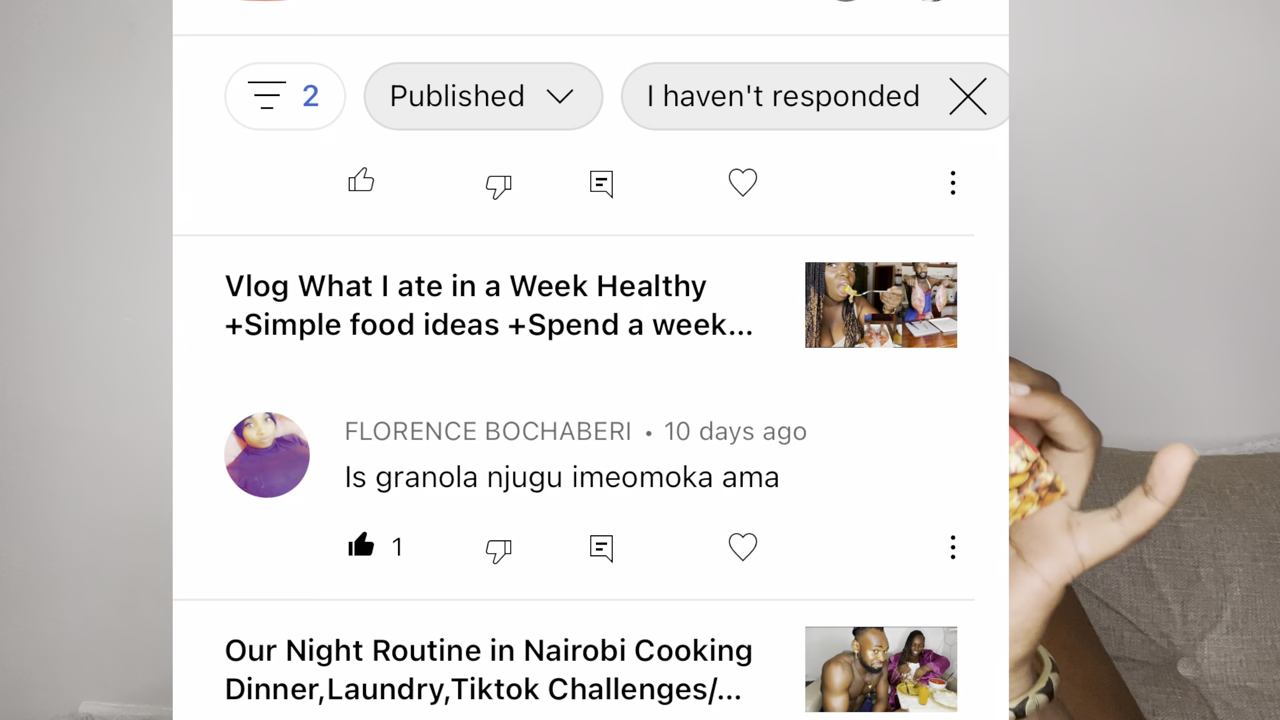 2
Published
I haven't responded
Vlog What I ate in a Week Healthy
+Simple food ideas +Spend a week...
FLORENCE BOCHABERI • 10 days ago
Is granola njugu imeomoka ama
1
Our Night Routine in Nairobi Cooking
Dinner,Laundry,Tiktok Challenges/...